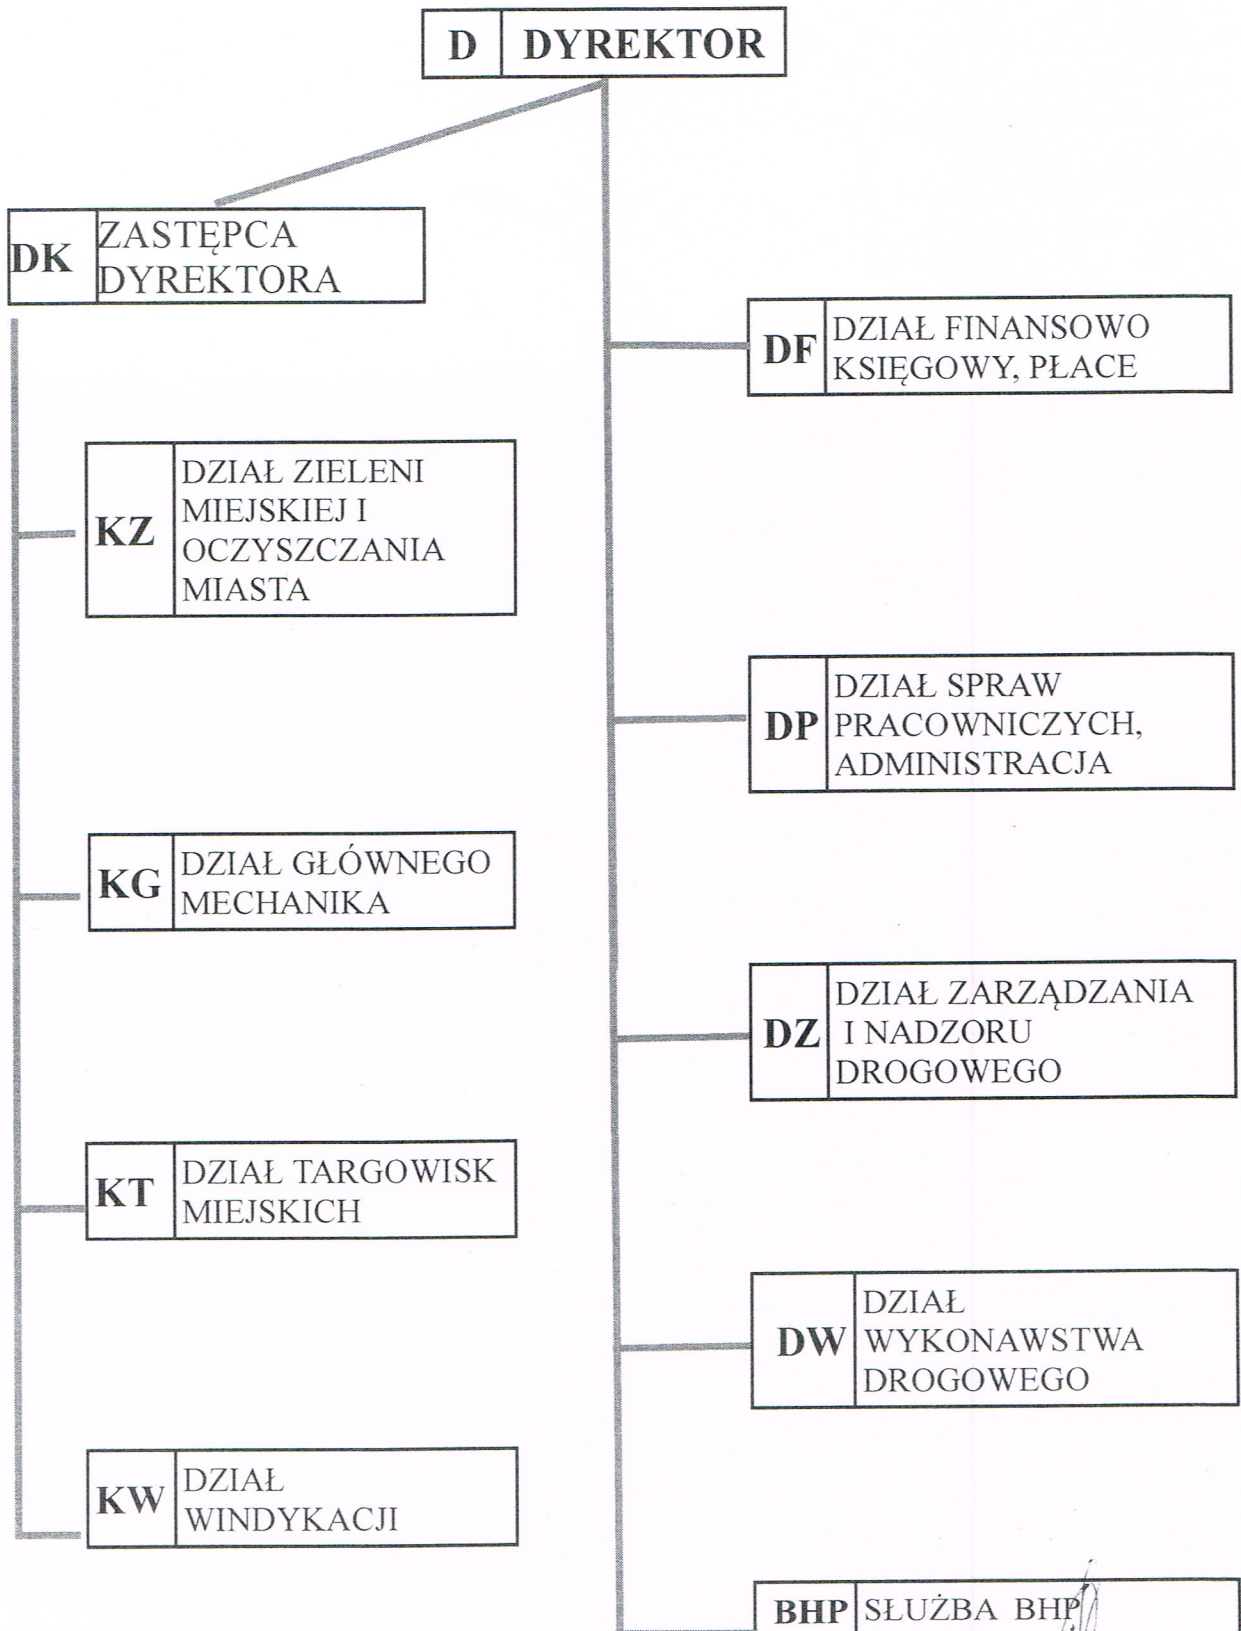 D DYREKTOR
DK ZASTĘPCA
DYREKTORA
DF DZIAŁ FINANSOWO
KSIĘGOWY, PŁACE
KZ DZIAŁ ZIELENI
MIEJSKIEJ I
OCZYSZCZANIA
MIASTA
DP DZIAŁ SPRAW
PRACOWNICZYCH,
ADMINISTRACJA
KG DZIAŁ GŁÓWNEGO
MECHANIKA
DZ DZIAŁ ZARZĄDZANIA
I NADZORU
DROGOWEGO
KT DZIAŁ TARGOWISK
MIEJSKICH
DW DZIAŁ
WYKONAWSTWA
DROGOWEGO
KW DZIAŁ
WINDYKACJI
BHP SŁUŻBA BHP